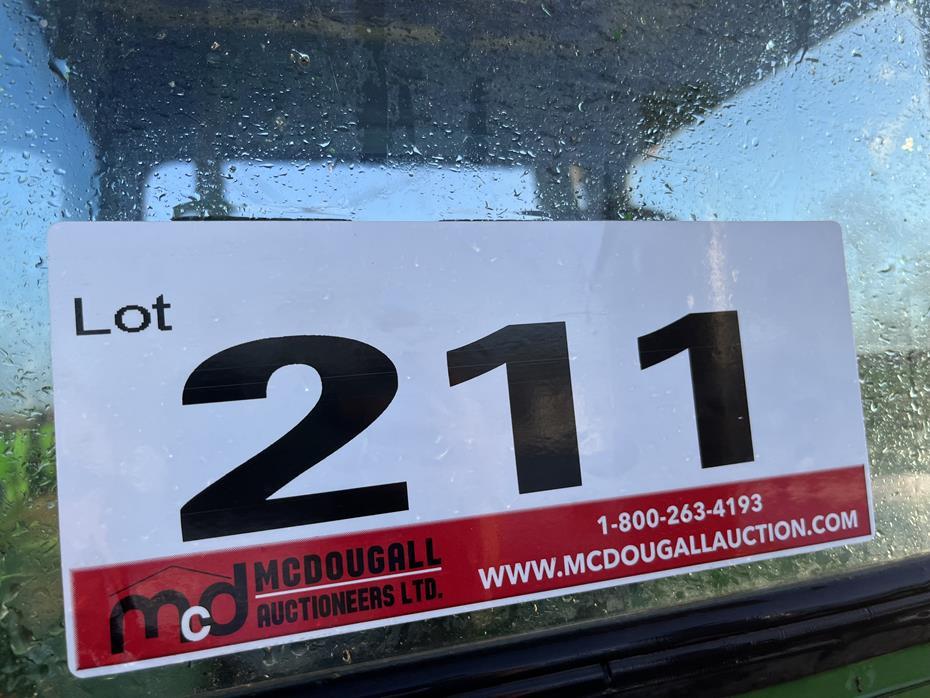 Lot
211
1-800-263-4193
WWW.MCDOUGALLAUCTION.COM
mcd
MCDOUGALL
AUCTIONEERS LTD.